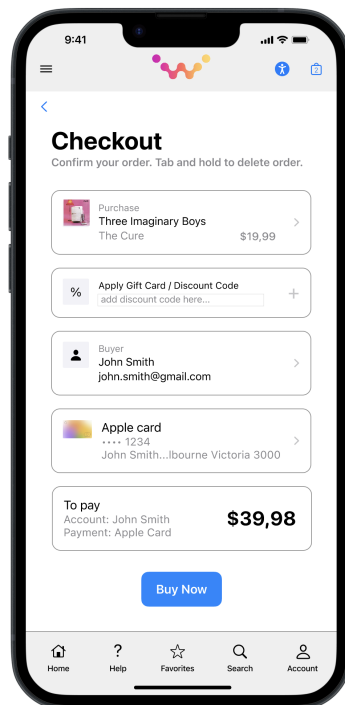 9:41
2
Checkout
Confirm your order. Tab and hold to delete order.
Purchase
Three Imaginary Boys
The Cure
$19,99
%
Apply Gift Card / Discount Code
add discount code here...
Buyer
John Smith
john.smith@gmail.com
Apple card
•••• 1234
John Smith...lbourne Victoria 3000
To pay
Account: John Smith
Payment: Apple Card
$39,98
Buy Now
Home
Help
Favorites
Search
Account